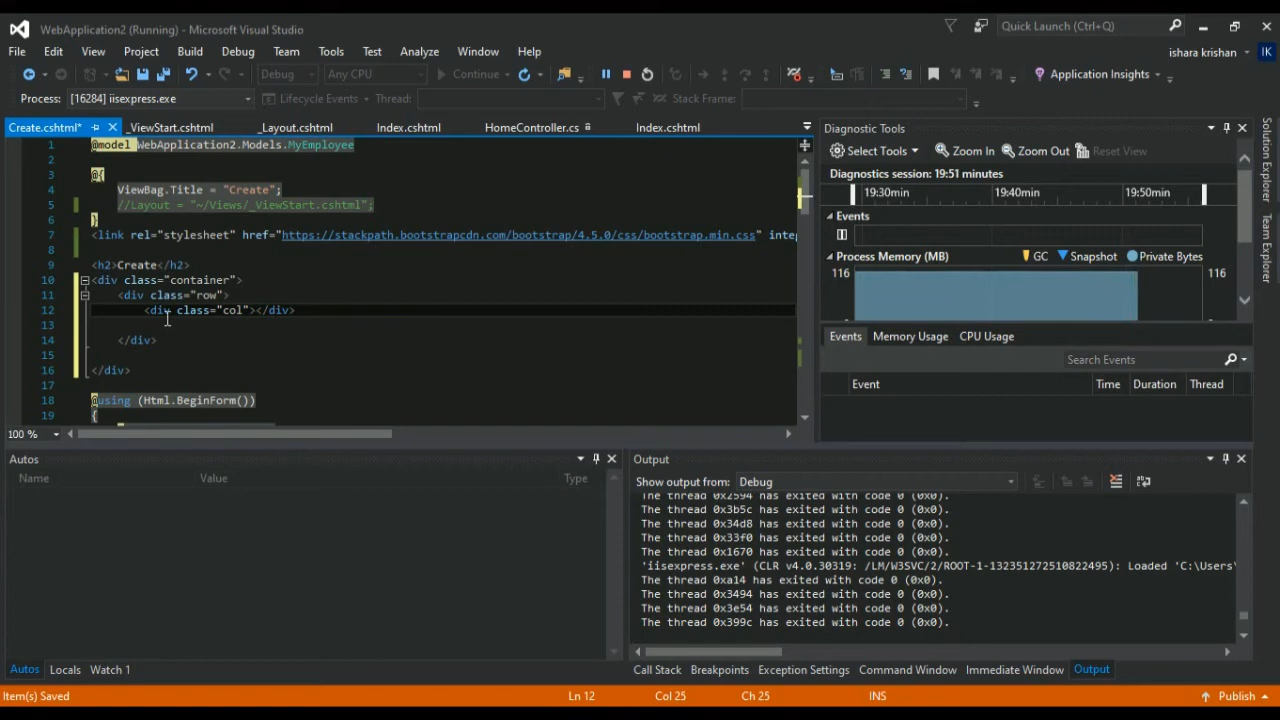 WebApplication2 (Running) - Microsoft Visual Studio
Quick Launch (Ctrl+Q)
File Edit View Project Build Debug Team Tools Test Analyze Window Help
ishara krishan IK
Debug Any CPU Continue Application Insights
Process: [16284] iisexpress.exe Lifecycle Events Thread: Stack Frame:
Create.cshtml* _ViewStart.cshtml _Layout.cshtml Index.cshtml HomeController.cs Index.cshtml
1 @model WebApplication2.Models.MyEmployee
2
3 @{
4 ViewBag.Title = "Create";
5 //Layout = "~/Views/_ViewStart.cshtml";
6 }
7 <link rel="stylesheet" href="https://stackpath.bootstrapcdn.com/bootstrap/4.5.0/css/bootstrap.min.css" integ
8
9 <h2>Create</h2>
10 <div class="container">
11 <div class="row">
12 <div class="col"></div>
13
14 </div>
15
16 </div>
17
18 @using (Html.BeginForm())
19 {
100 %
Diagnostic Tools
Select Tools Zoom In Zoom Out Reset View
Diagnostics session: 19:51 minutes
19:30min 19:40min 19:50min
Events
Process Memory (MB) GC Snapshot Private Bytes
116 116
0 0
Events Memory Usage CPU Usage
Search Events
Event Time Duration Thread
Autos
Name Value Type
Output
Show output from: Debug
The thread 0x2594 has exited with code 0 (0x0).
The thread 0x3b5c has exited with code 0 (0x0).
The thread 0x34d8 has exited with code 0 (0x0).
The thread 0x33f0 has exited with code 0 (0x0).
The thread 0x1670 has exited with code 0 (0x0).
'iisexpress.exe' (CLR v4.0.30319: /LM/W3SVC/2/ROOT-1-132351272510822495): Loaded 'C:\Users\
The thread 0xa14 has exited with code 0 (0x0).
The thread 0x3494 has exited with code 0 (0x0).
The thread 0x3e54 has exited with code 0 (0x0).
The thread 0x399c has exited with code 0 (0x0).
Autos Locals Watch 1
Call Stack Breakpoints Exception Settings Command Window Immediate Window Output
Item(s) Saved Ln 12 Col 25 Ch 25 INS Publish
Solution Explorer
Team Explorer